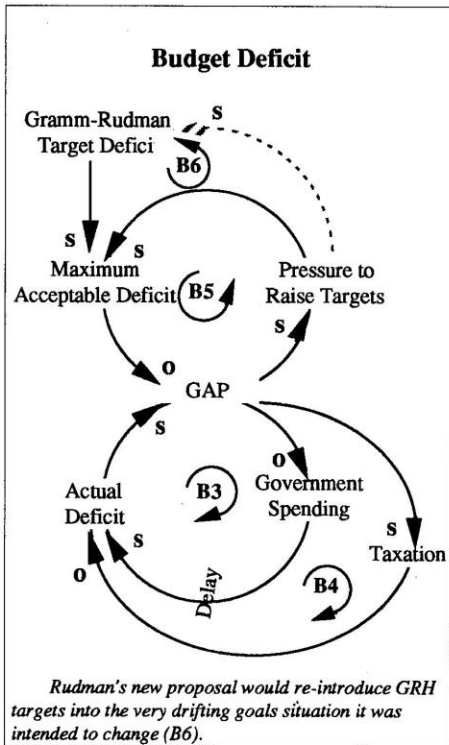 Budget Deficit
S
Gramm-Rudman
Target Defici
B6
S
S
Maximum
Acceptable Deficit
B5
Pressure to
Raise Targets
S
O
GAP
S
O
Actual
Deficit
B3
Government
Spending
S
S
Taxation
O
Delay
B4
Rudman's new proposal would re-introduce GRH
targets into the very drifting goals situation it was
intended to change (B6).